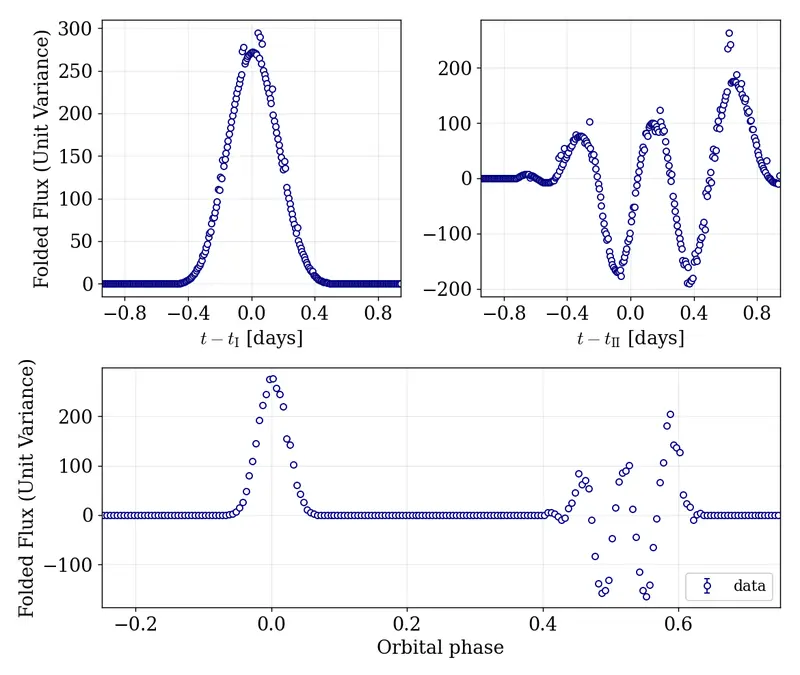 Folded Flux (Unit Variance)
300
250
200
150
100
50
0
−0.8 −0.4 0.0 0.4 0.8
t − tI [days]
200
100
0
−100
−200
−0.8 −0.4 0.0 0.4 0.8
t − tII [days]
Folded Flux (Unit Variance)
200
100
0
−100
data
−0.2 0.0 0.2 0.4 0.6
Orbital phase